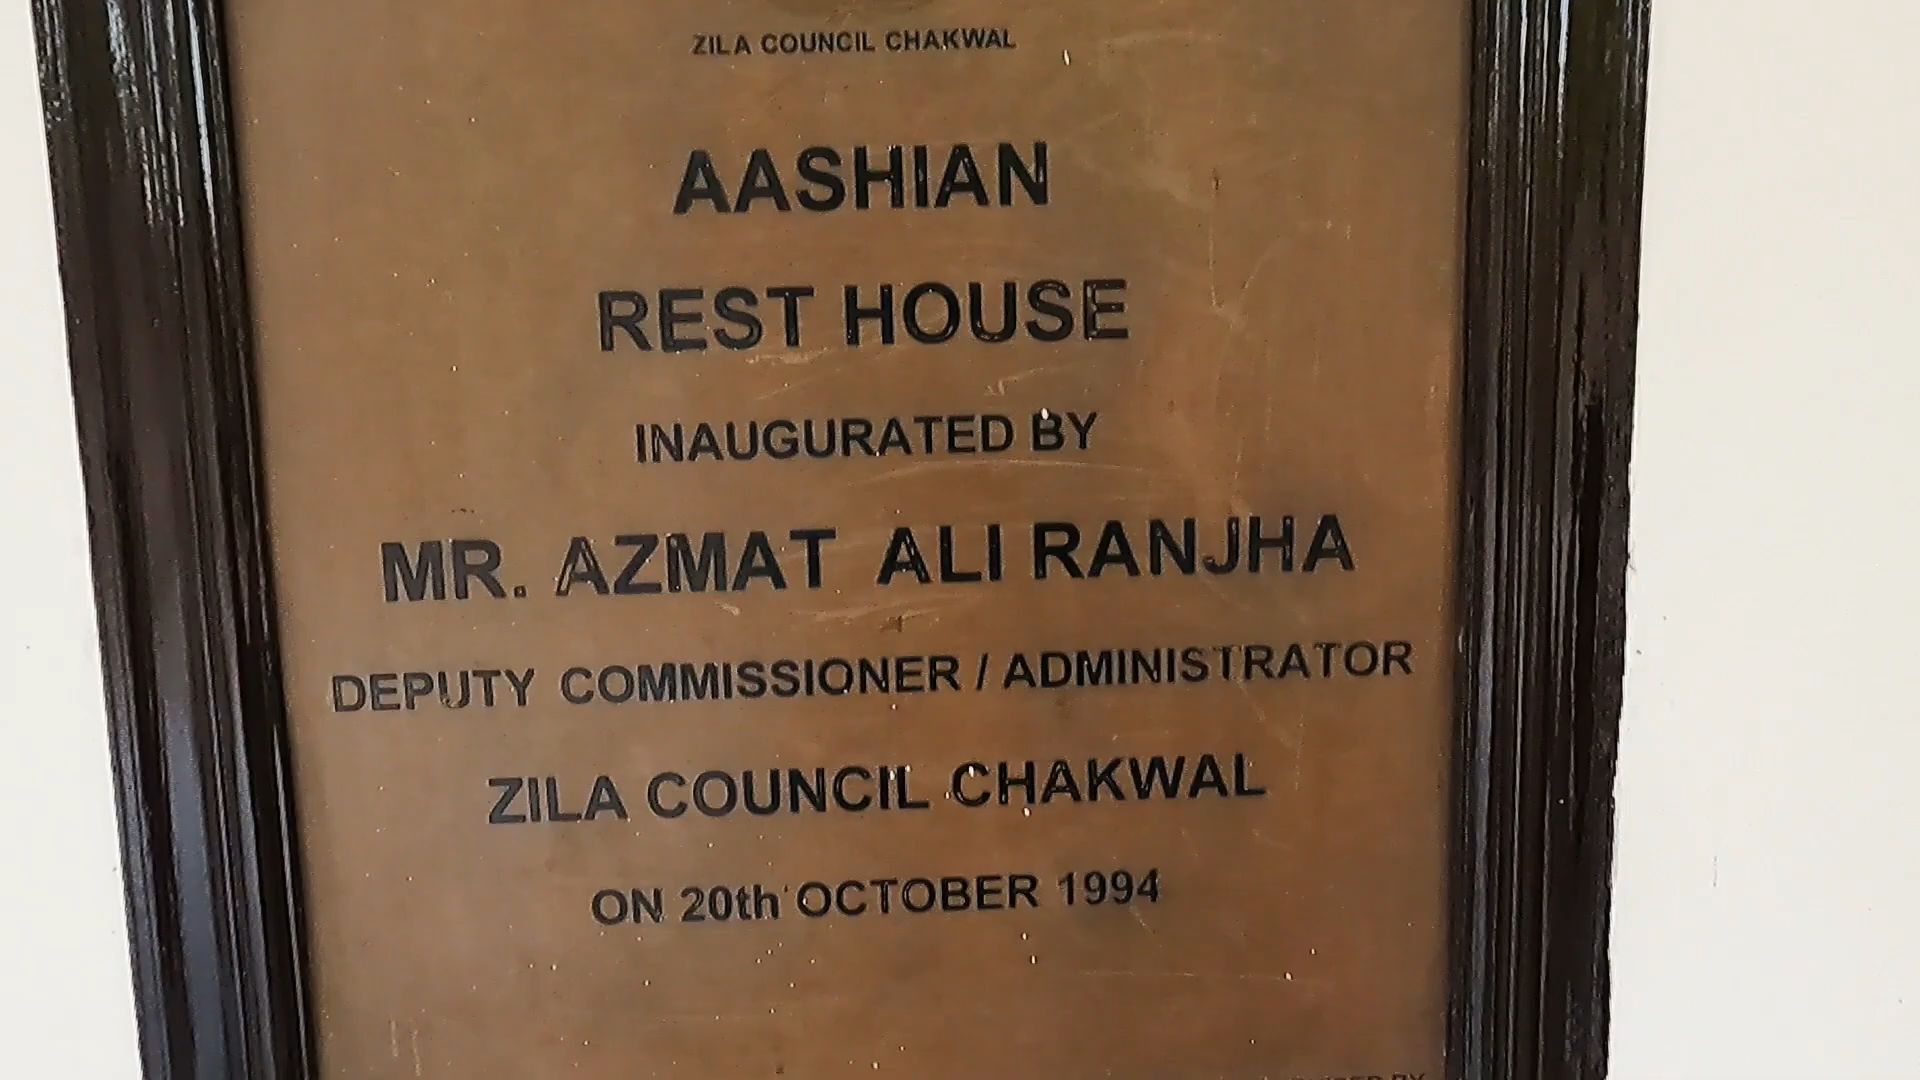 ZILA COUNCIL CHAKWAL
AASHIAN
REST HOUSE
INAUGURATED BY
MR. AZMAT ALI RANJHA
DEPUTY COMMISSIONER / ADMINISTRATOR
ZILA COUNCIL CHAKWAL
ON 20th OCTOBER 1994